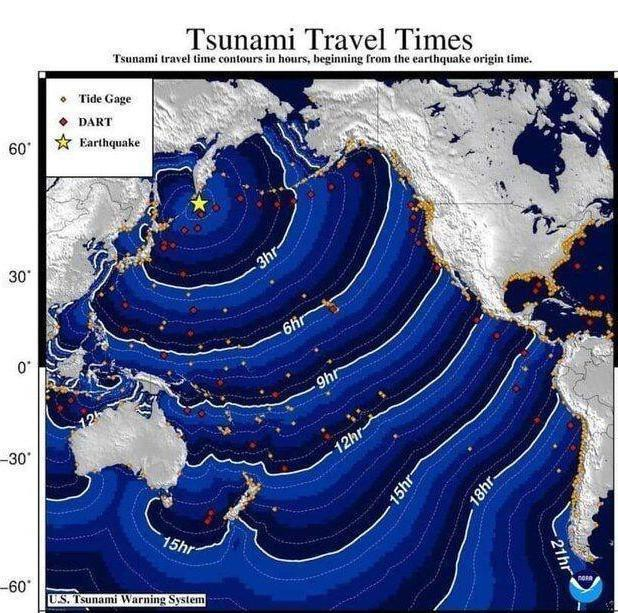 Tsunami Travel Times
Tsunami travel time contours in hours, beginning from the earthquake origin time.
Tide Gage
DART
Earthquake
60°
30°
0°
−30°
−60°
3hr
6hr
9hr
12hr
12hr
15hr
18hr
15hr
21hr
NOAA
U.S. Tsunami Warning System